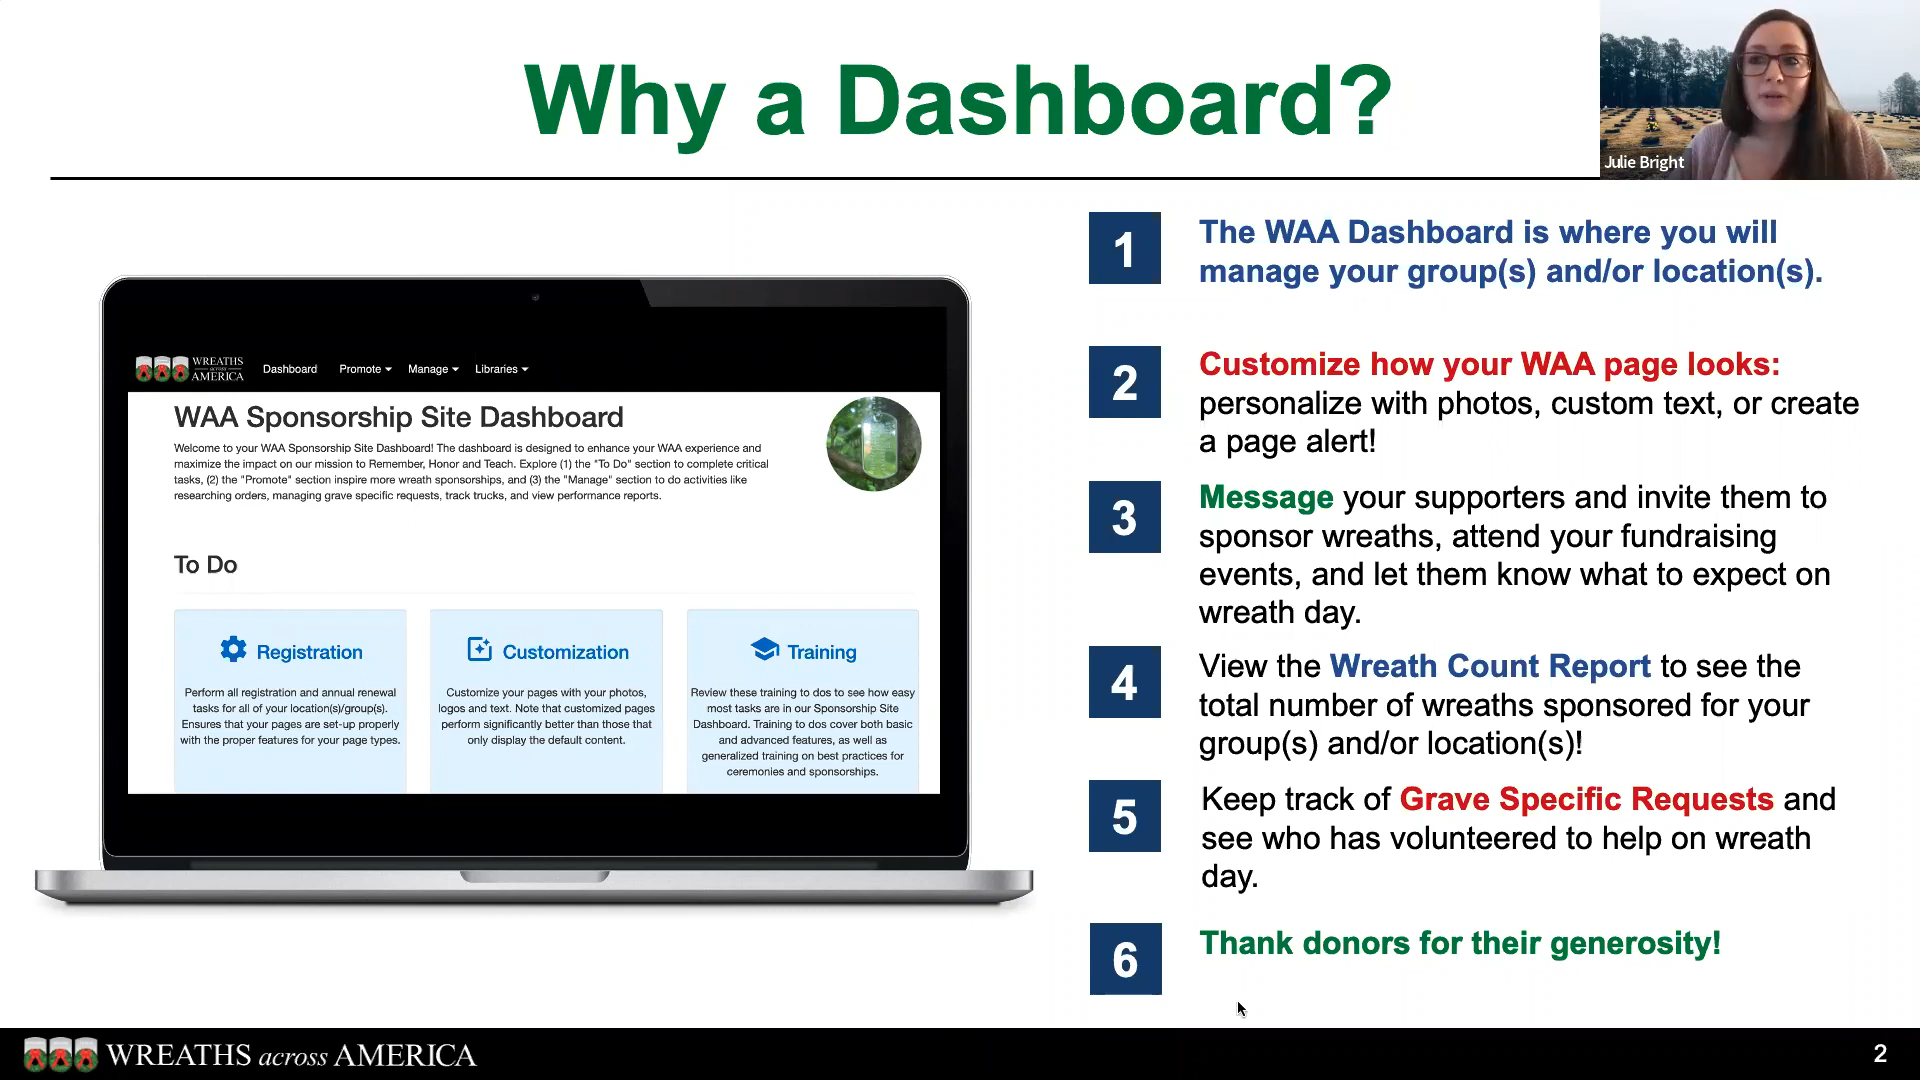 Why a Dashboard?
Julie Bright
WREATHS
across
AMERICA
Dashboard Promote Manage Libraries
WAA Sponsorship Site Dashboard
Welcome to your WAA Sponsorship Site Dashboard! The dashboard is designed to enhance your WAA experience and
maximize the impact on our mission to Remember, Honor and Teach. Explore (1) the "To Do" section to complete critical
tasks, (2) the "Promote" section inspire more wreath sponsorships, and (3) the "Manage" section to do activities like
researching orders, managing grave specific requests, track trucks, and view performance reports.
To Do
Registration
Perform all registration and annual renewal
tasks for all of your location(s)/group(s).
Ensures that your pages are set-up properly
with the proper features for your page types.
Customization
Customize your pages with your photos,
logos and text. Note that customized pages
perform significantly better than those that
only display the default content.
Training
Review these training to dos to see how easy
most tasks are in our Sponsorship Site
Dashboard. Training to dos cover both basic
and advanced features, as well as
generalized training on best practices for
ceremonies and sponsorships.
1
The WAA Dashboard is where you will
manage your group(s) and/or location(s).
2
Customize how your WAA page looks:
personalize with photos, custom text, or create
a page alert!
3
Message your supporters and invite them to
sponsor wreaths, attend your fundraising
events, and let them know what to expect on
wreath day.
4
View the Wreath Count Report to see the
total number of wreaths sponsored for your
group(s) and/or location(s)!
5
Keep track of Grave Specific Requests and
see who has volunteered to help on wreath
day.
6
Thank donors for their generosity!
WREATHS across AMERICA
2